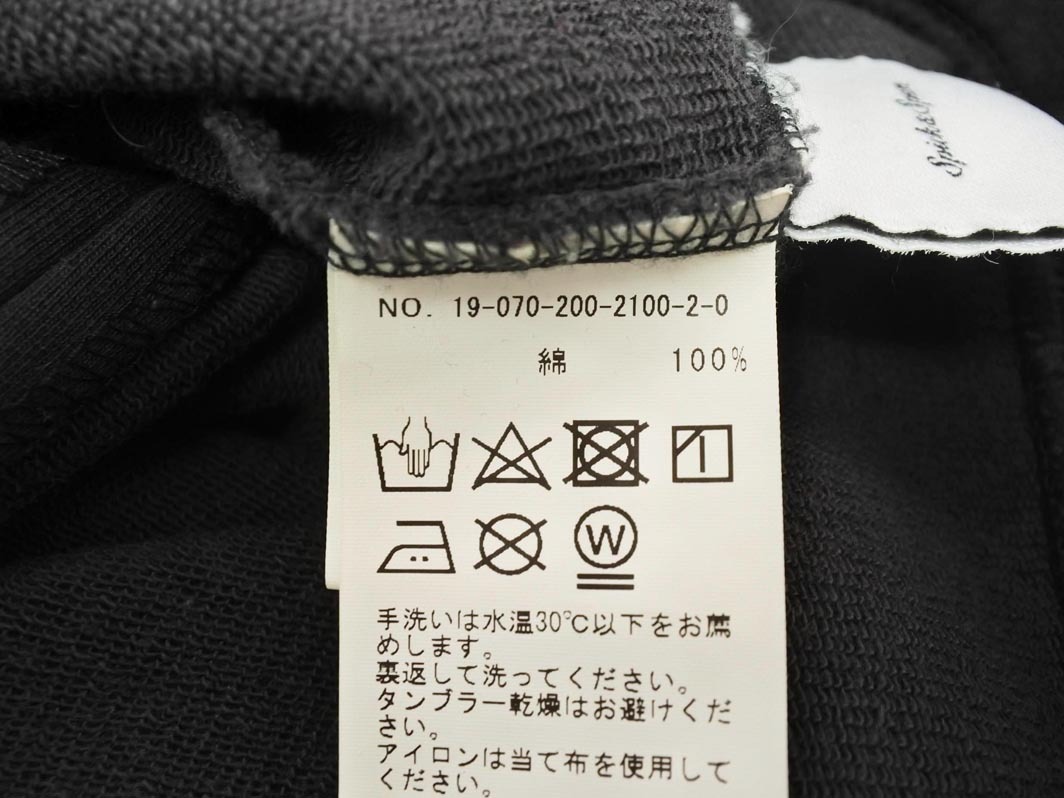 Spick & Span
NO. 19-070-200-2100-2-0
綿 100%
W
手洗いは水温30℃以下をお薦
めします。
裏返して洗ってください。
タンブラー乾燥はお避けくだ
さい。
アイロンは当て布を使用して
ください。